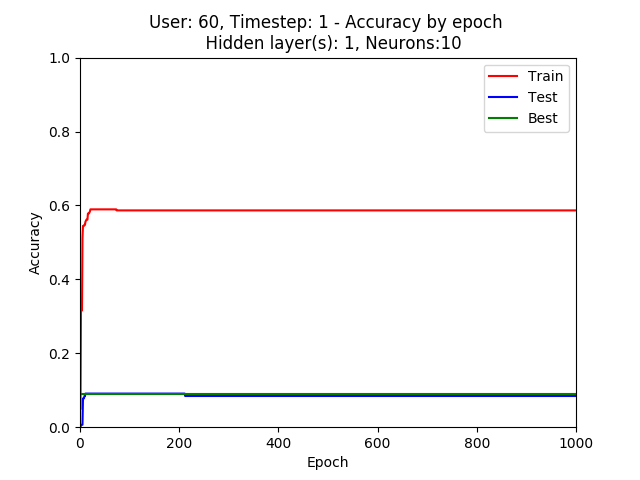 User: 60, Timestep: 1 - Accuracy by epoch
Hidden layer(s): 1, Neurons:10
1.0
0.8
0.6
0.4
0.2
0.0
Accuracy
Train
Test
Best
0 200 400 600 800 1000
Epoch